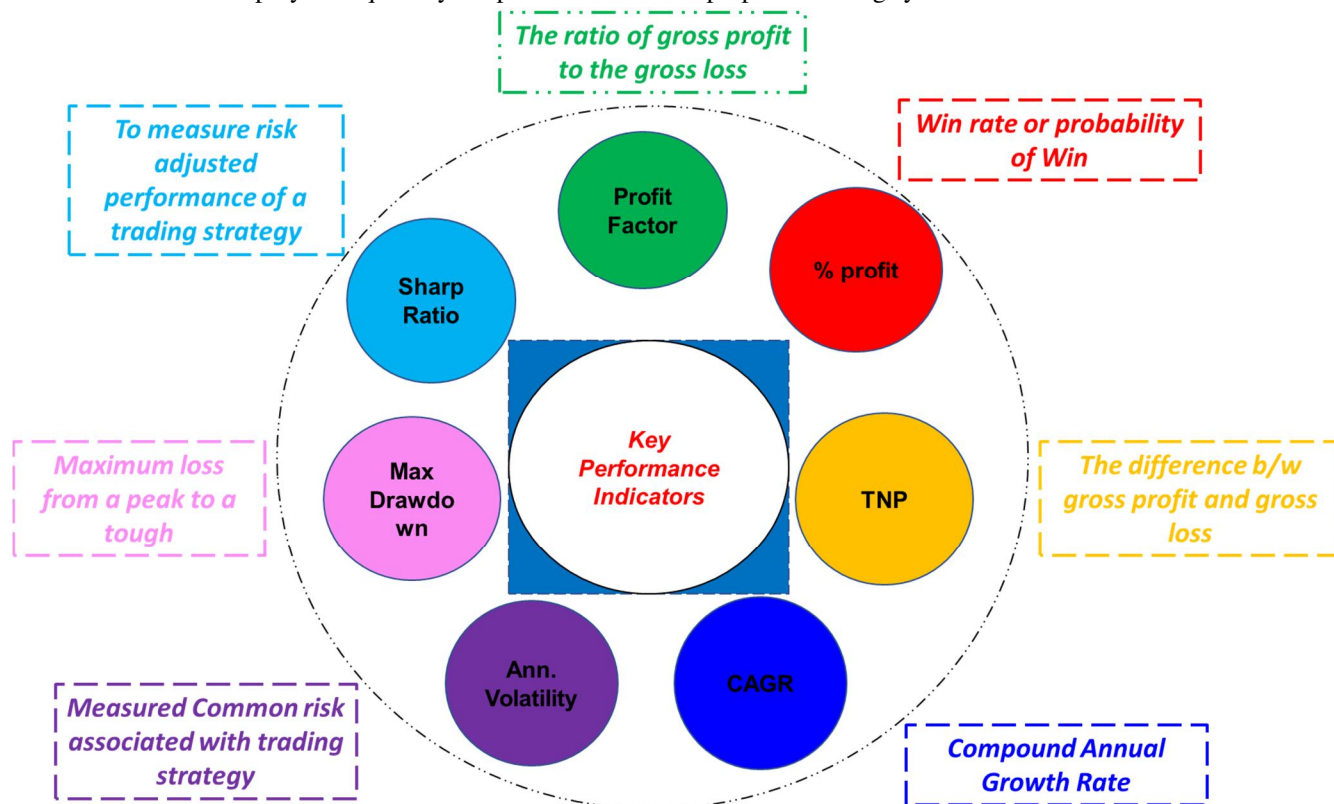 The ratio of gross profit
to the gross loss
To measure risk
adjusted
performance of a
trading strategy
Win rate or probability
of Win
Profit
Factor
% profit
Sharp
Ratio
Key
Performance
Indicators
Maximum loss
from a peak to a
tough
Max
Drawdo
wn
TNP
The difference b/w
gross profit and gross
loss
Ann.
Volatility
CAGR
Measured Common risk
associated with trading
strategy
Compound Annual
Growth Rate